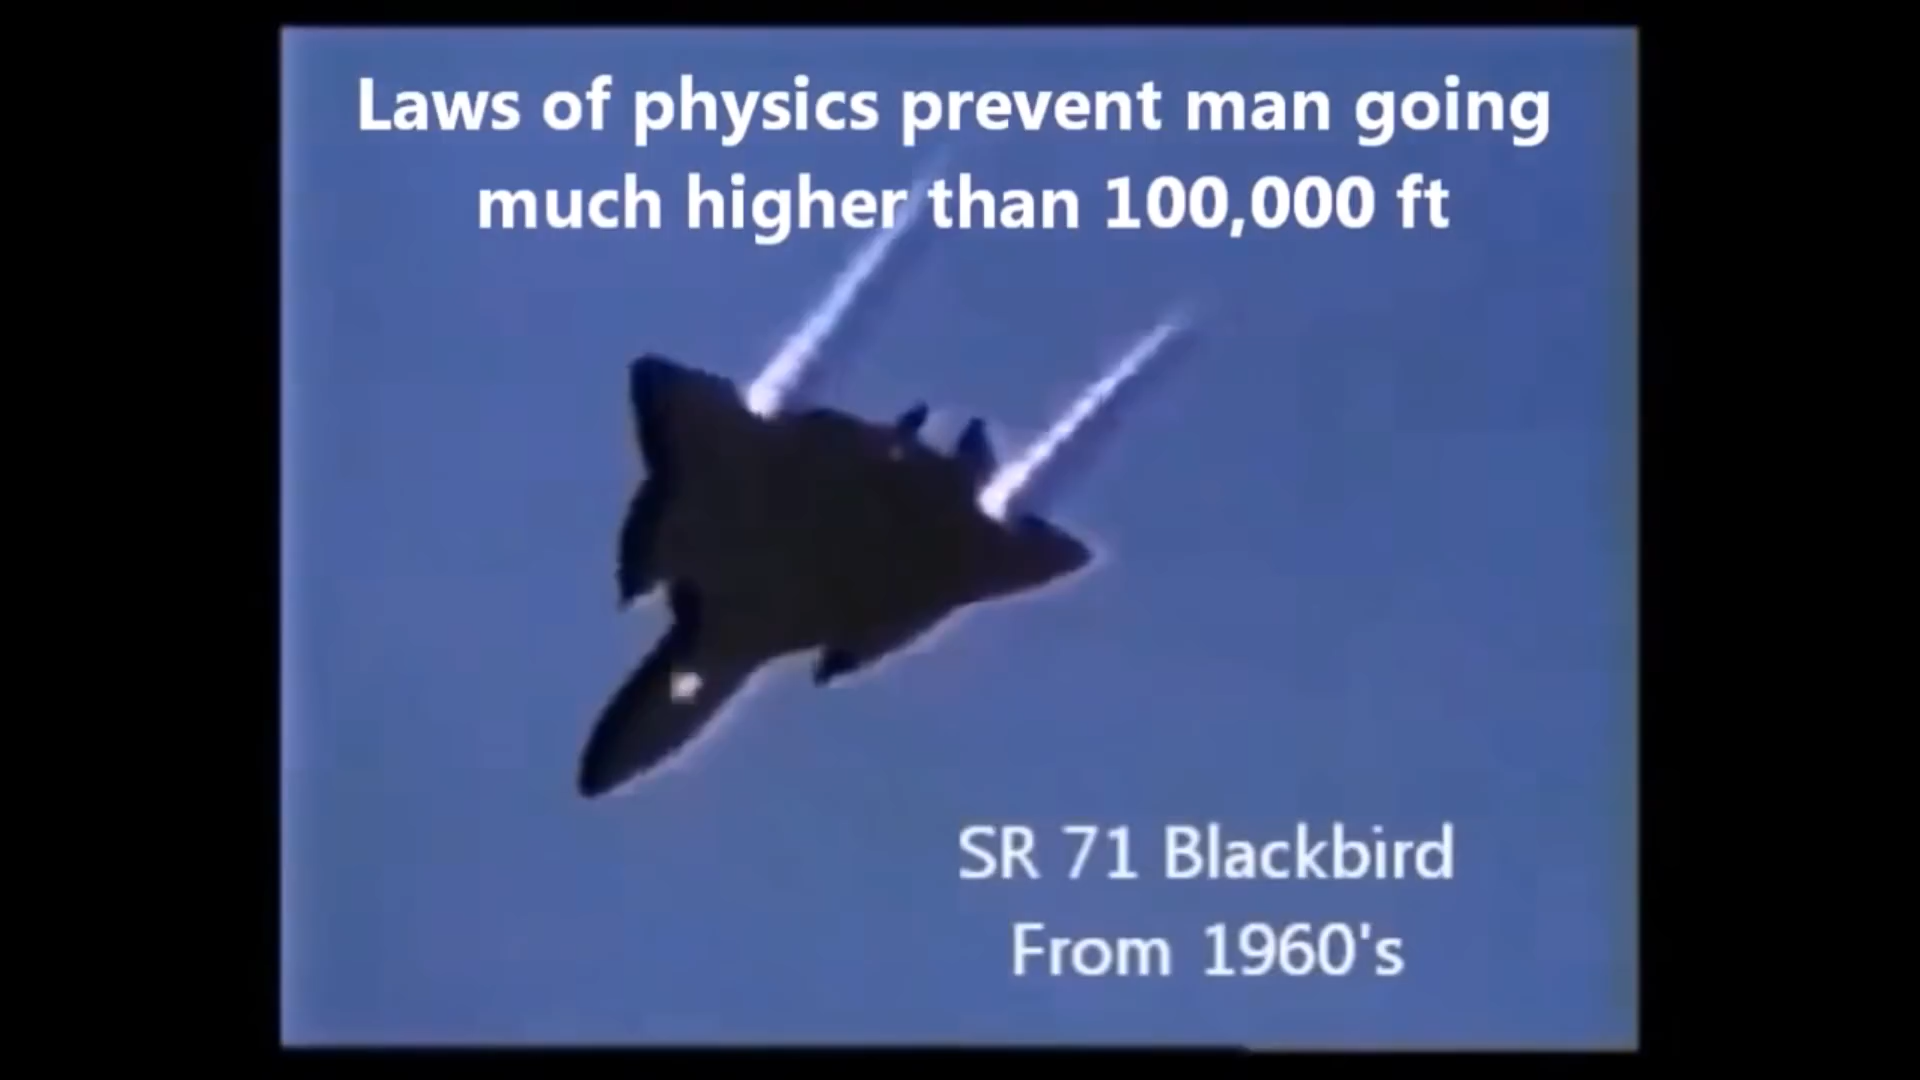 Laws of physics prevent man going
much higher than 100,000 ft
SR 71 Blackbird
From 1960's